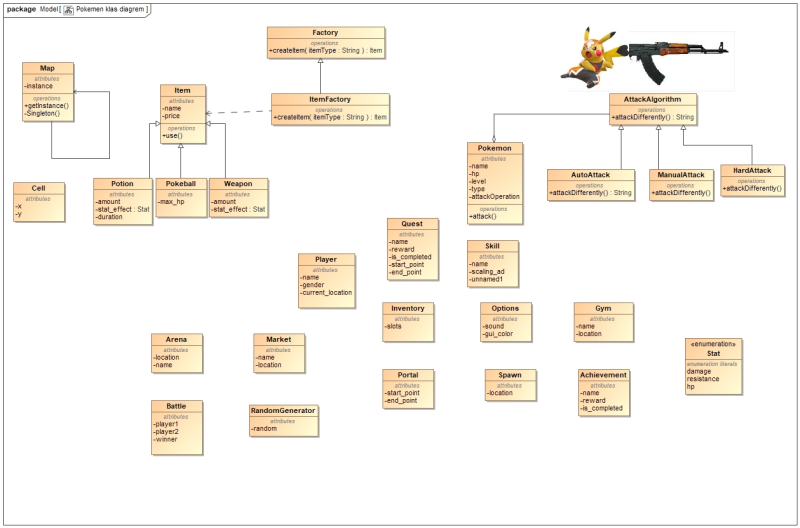 package Model[ Pokemen klas diagrem ]
Factory
operations
+createItem( itemType : String ) : Item
Map
attributes
-instance
operations
+getInstance()
-Singleton()
Item
attributes
-name
-price
operations
+use()
ItemFactory
operations
+createItem( itemType : String ) : Item
AttackAlgorithm
operations
+attackDifferently() : String
Pokemon
attributes
-name
-hp
-level
-type
-attackOperation
operations
+attack()
AutoAttack
operations
+attackDifferently() : String
ManualAttack
operations
+attackDifferently()
HardAttack
operations
+attackDifferently()
Cell
attributes
-x
-y
Potion
attributes
-amount
-stat_effect : Stat
-duration
Pokeball
attributes
-max_hp
Weapon
attributes
-amount
-stat_effect : Stat
Quest
attributes
-name
-reward
-is_completed
-start_point
-end_point
Skill
attributes
-name
-scaling_ad
-unnamed1
Player
attributes
-name
-gender
-current_location
Inventory
attributes
-slots
Options
attributes
-sound
-gui_color
Gym
attributes
-name
-location
Arena
attributes
-location
-name
Market
attributes
-name
-location
«enumeration»
Stat
enumeration literals
damage
resistance
hp
Portal
attributes
-start_point
-end_point
Spawn
attributes
-location
Achievement
attributes
-name
-reward
-is_completed
Battle
attributes
-player1
-player2
-winner
RandomGenerator
attributes
-random